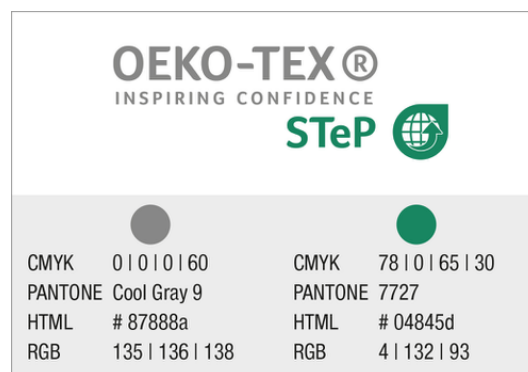 OEKO-TEX®
INSPIRING CONFIDENCE
STeP
CMYK 0 | 0 | 0 | 60
PANTONE Cool Gray 9
HTML # 87888a
RGB 135 | 136 | 138
CMYK 78 | 0 | 65 | 30
PANTONE 7727
HTML # 04845d
RGB 4 | 132 | 93